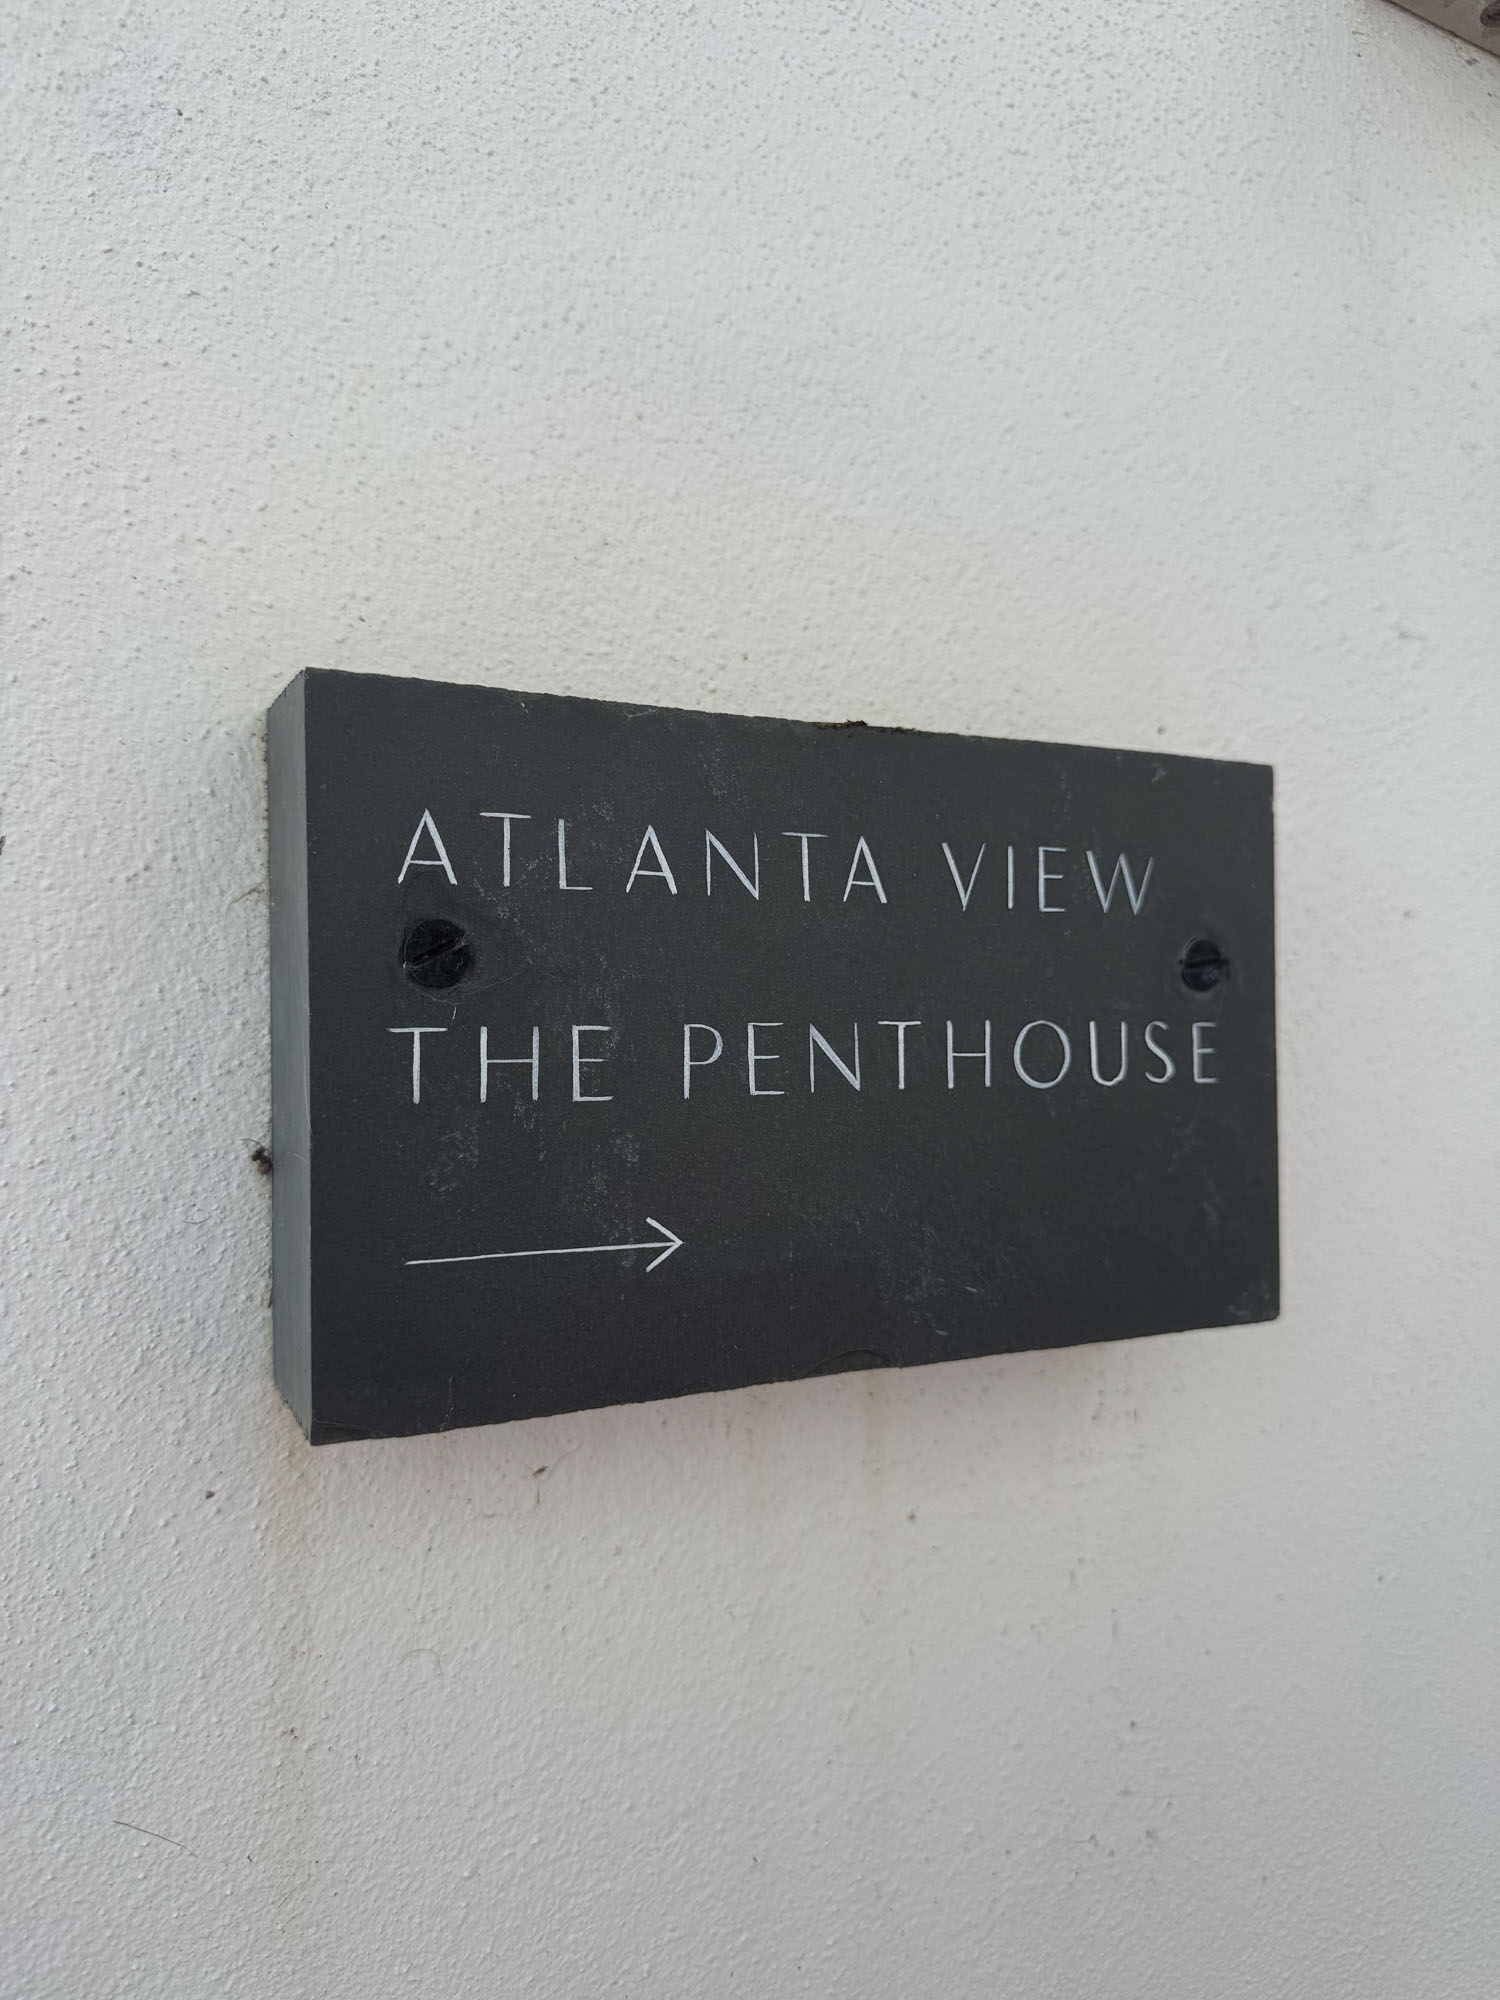 ATLANTA VIEW
THE PENTHOUSE
→